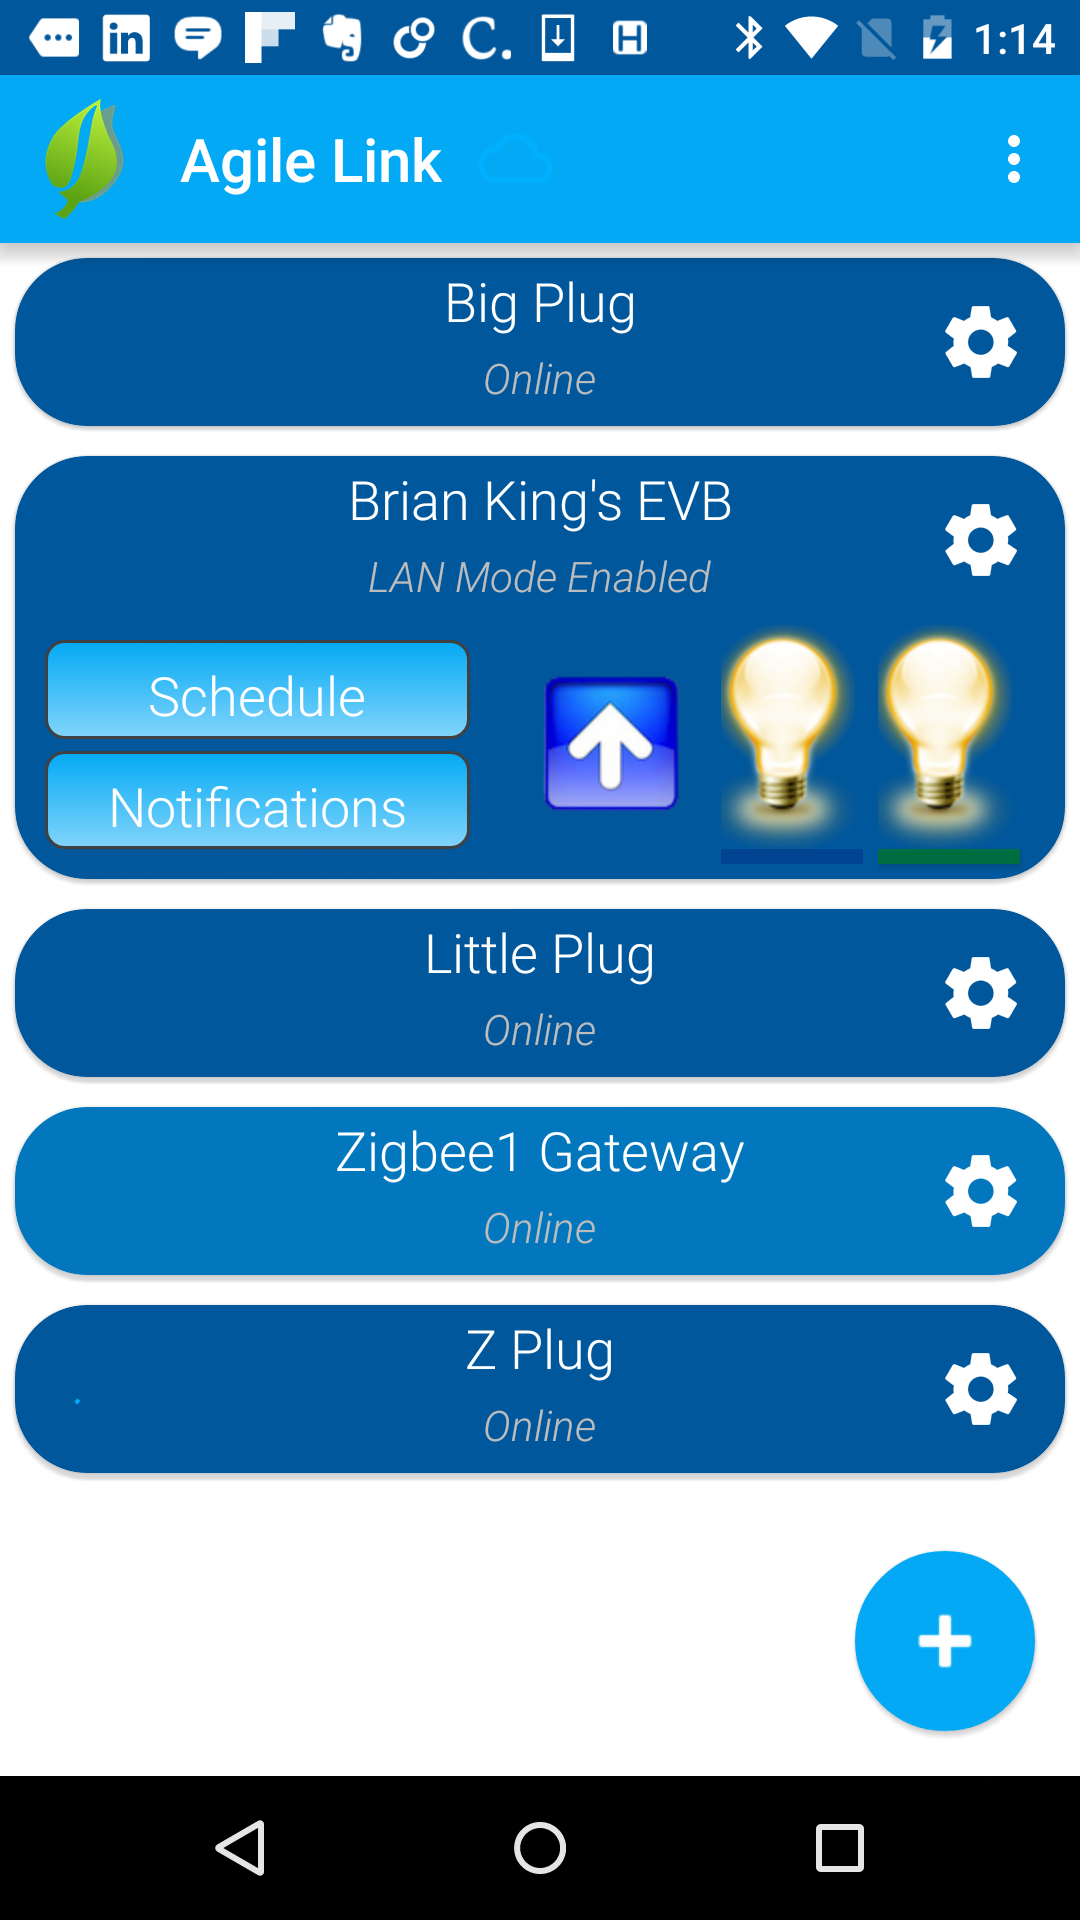 1:14
Agile Link
Big Plug
Online
Brian King's EVB
LAN Mode Enabled
Schedule
Notifications
Little Plug
Online
Zigbee1 Gateway
Online
Z Plug
Online